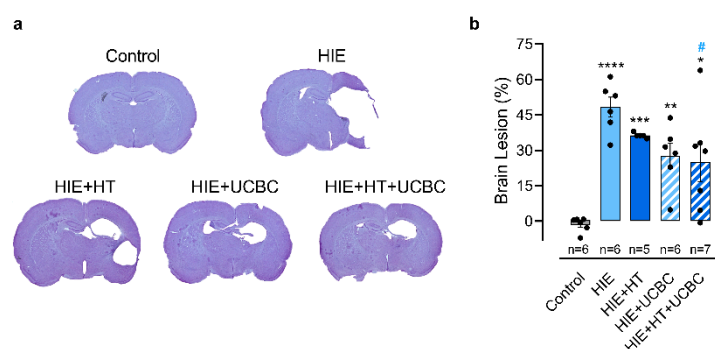 a
Control
HIE
HIE+HT
HIE+UCBC
HIE+HT+UCBC
b
Brain Lesion (%)
75
60
45
30
15
0
****
***
**
#
*
n=6
n=6
n=5
n=6
n=7
Control
HIE
HIE+HT
HIE+UCBC
HIE+HT+UCBC